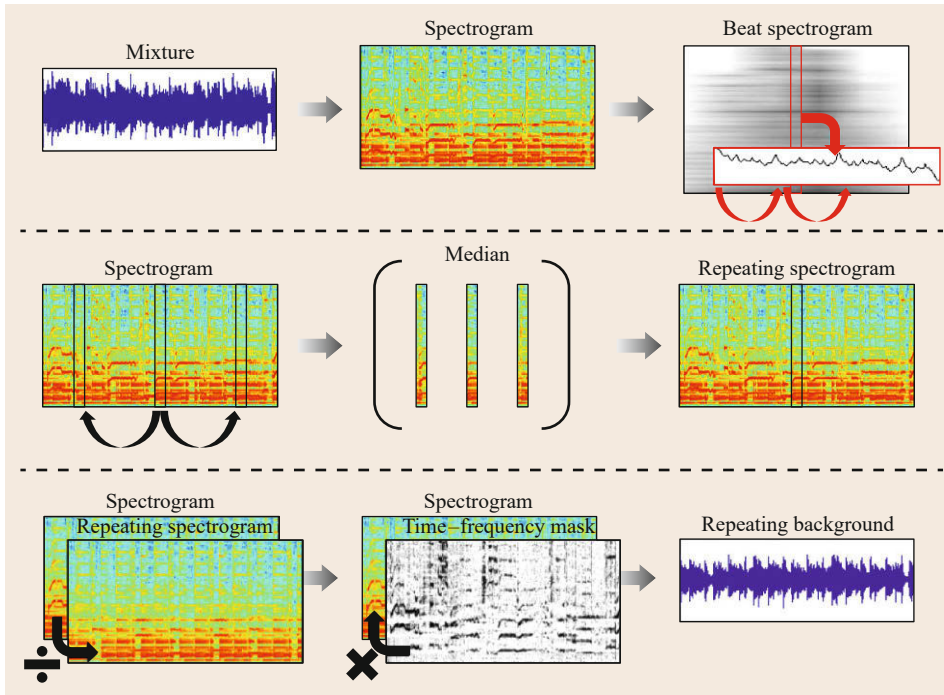 Mixture
Spectrogram
Beat spectrogram
Spectrogram
Median
Repeating spectrogram
Spectrogram
Repeating spectrogram
Spectrogram
Time–frequency mask
Repeating background